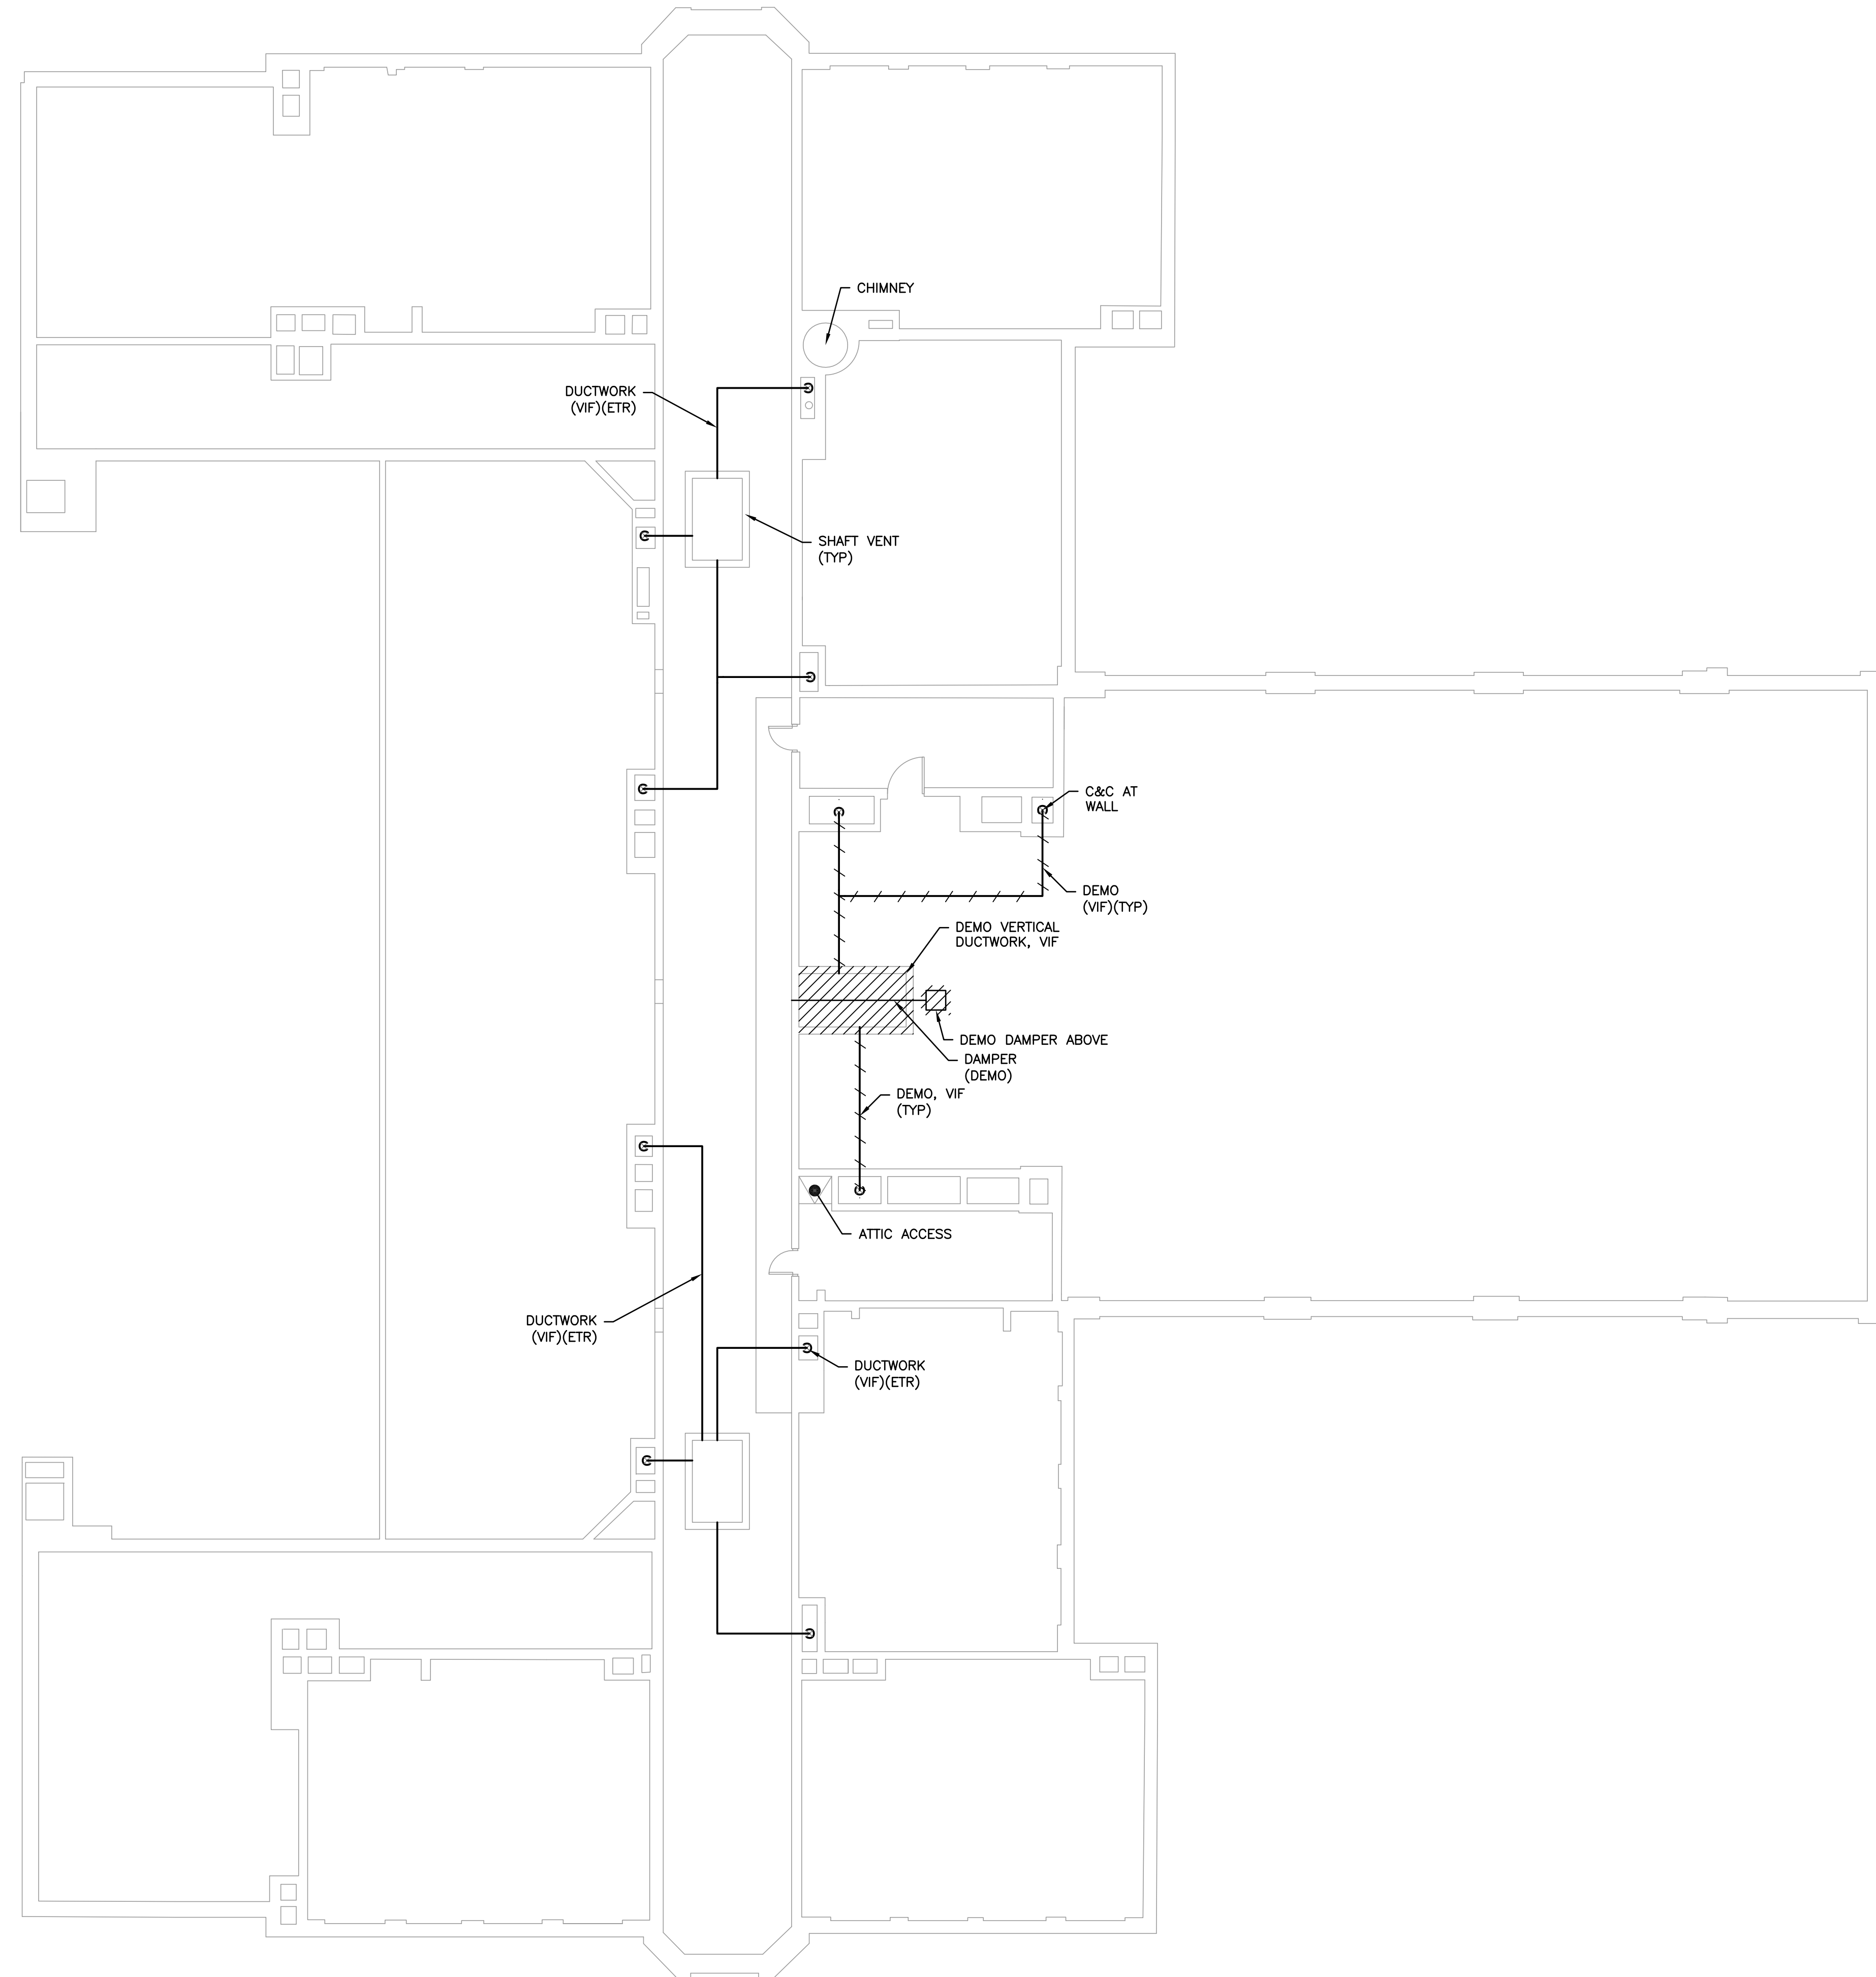 CHIMNEY
DUCTWORK
(VIF)(ETR)
SHAFT VENT
(TYP)
C&C AT
WALL
DEMO
(VIF)(TYP)
DEMO VERTICAL
DUCTWORK, VIF
DEMO DAMPER ABOVE
DAMPER
(DEMO)
DEMO, VIF
(TYP)
ATTIC ACCESS
DUCTWORK
(VIF)(ETR)
DUCTWORK
(VIF)(ETR)